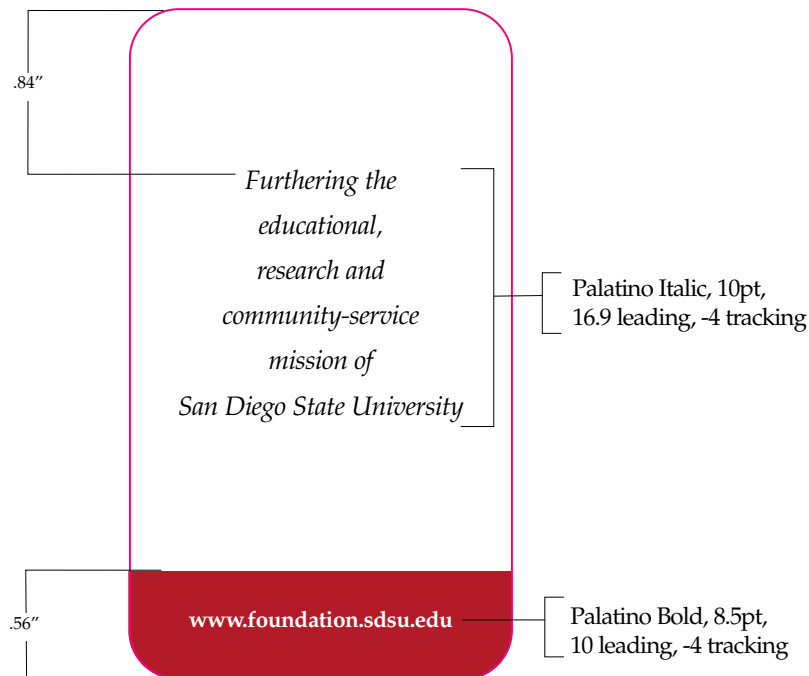 .84”
Furthering the
educational,
research and
community-service
mission of
San Diego State University
Palatino Italic, 10pt,
16.9 leading, -4 tracking
.56”
www.foundation.sdsu.edu
Palatino Bold, 8.5pt,
10 leading, -4 tracking